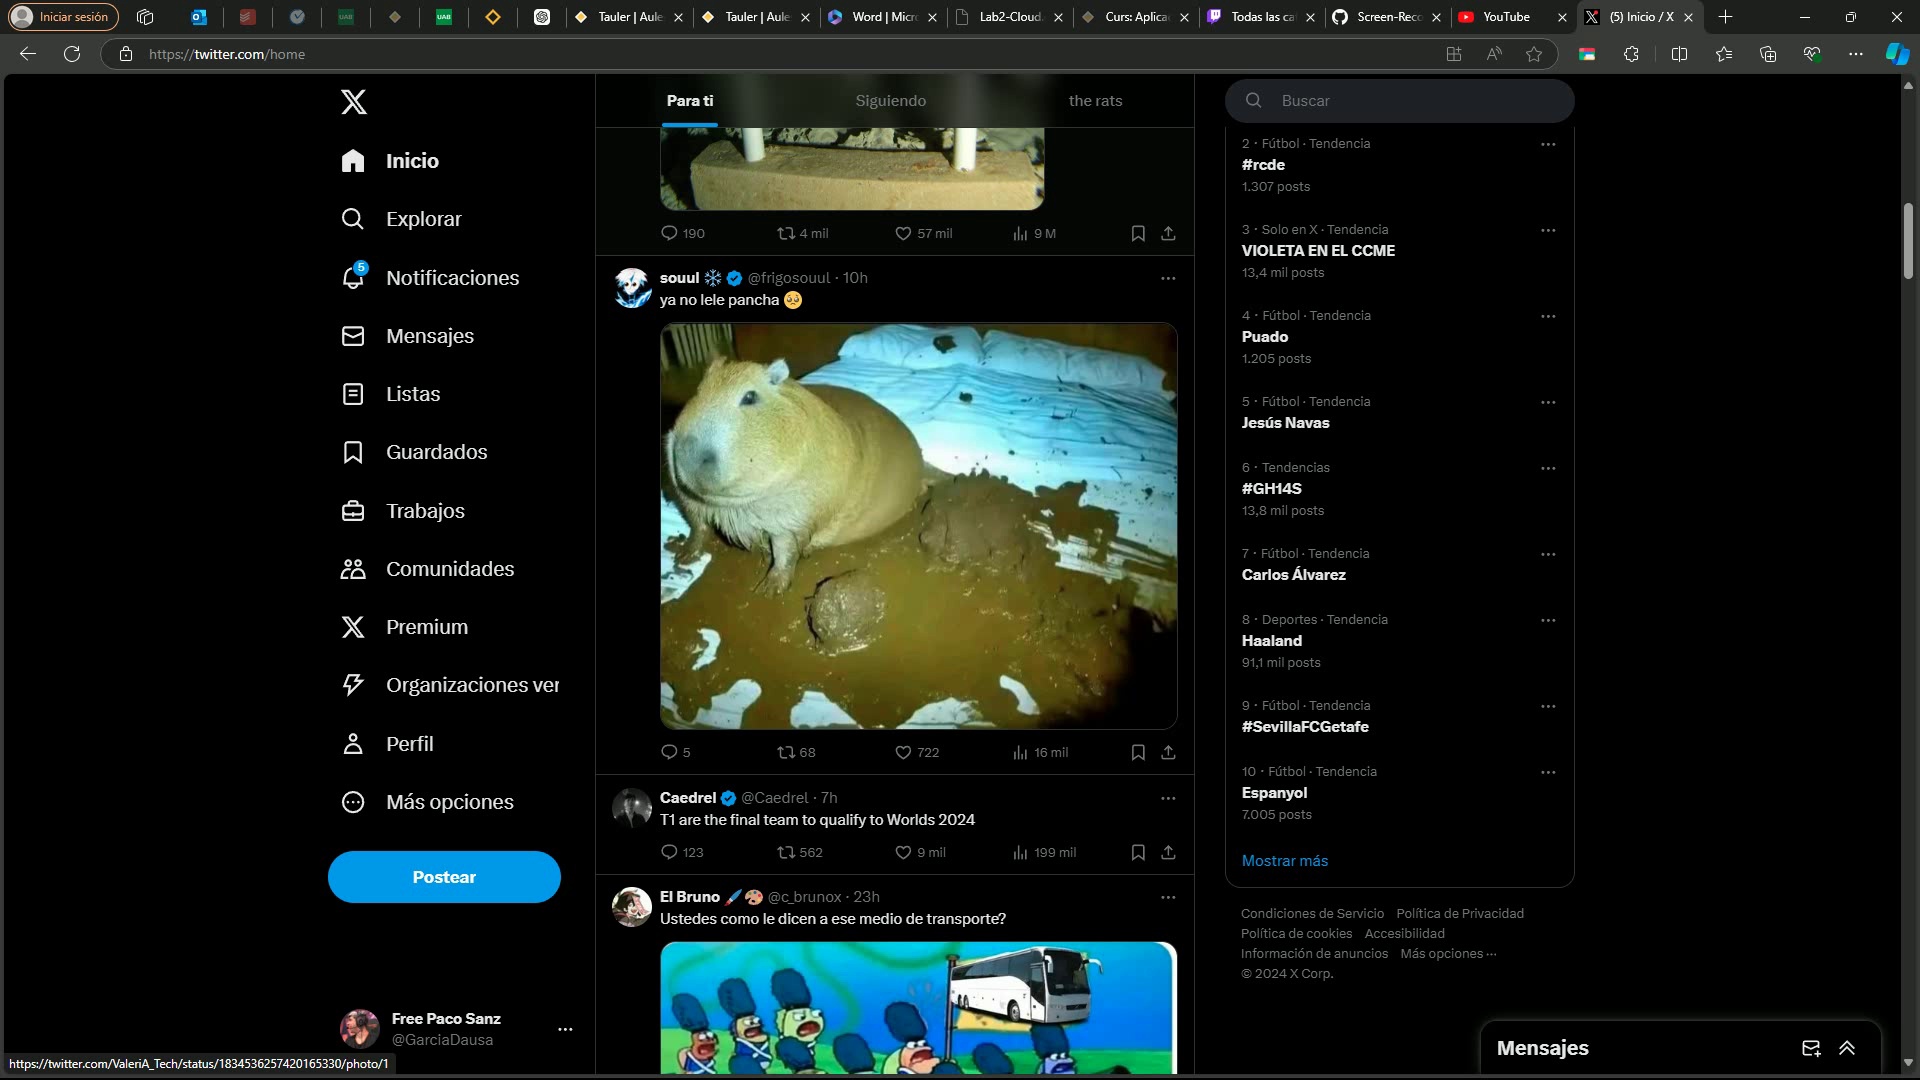 Iniciar sesión
Tauler | Aule
Tauler | Aule
Word | Micr
Lab2-Cloud.
Curs: Aplica
Todas las ca
Screen-Reco
YouTube
(5) Inicio / X
https://twitter.com/home
Inicio
Explorar
5
Notificaciones
Mensajes
Listas
Guardados
Trabajos
Comunidades
Premium
Organizaciones ver
Perfil
Más opciones
Postear
Free Paco Sanz
@GarciaDausa
https://twitter.com/ValeriA_Tech/status/1834536257420165330/photo/1
Para ti
Siguiendo
the rats
190
4 mil
57 mil
9 M
souul @frigosouul · 10h
ya no lele pancha 🥺
5
68
722
16 mil
Caedrel @Caedrel · 7h
T1 are the final team to qualify to Worlds 2024
123
562
9 mil
199 mil
El Bruno @c_brunox · 23h
Ustedes como le dicen a ese medio de transporte?
Buscar
2 · Fútbol · Tendencia
#rcde
1.307 posts
3 · Solo en X · Tendencia
VIOLETA EN EL CCME
13,4 mil posts
4 · Fútbol · Tendencia
Puado
1.205 posts
5 · Fútbol · Tendencia
Jesús Navas
6 · Tendencias
#GH14S
13,8 mil posts
7 · Fútbol · Tendencia
Carlos Álvarez
8 · Deportes · Tendencia
Haaland
91,1 mil posts
9 · Fútbol · Tendencia
#SevillaFCGetafe
10 · Fútbol · Tendencia
Espanyol
7.005 posts
Mostrar más
Condiciones de Servicio Política de Privacidad
Política de cookies Accesibilidad
Información de anuncios Más opciones ···
© 2024 X Corp.
Mensajes